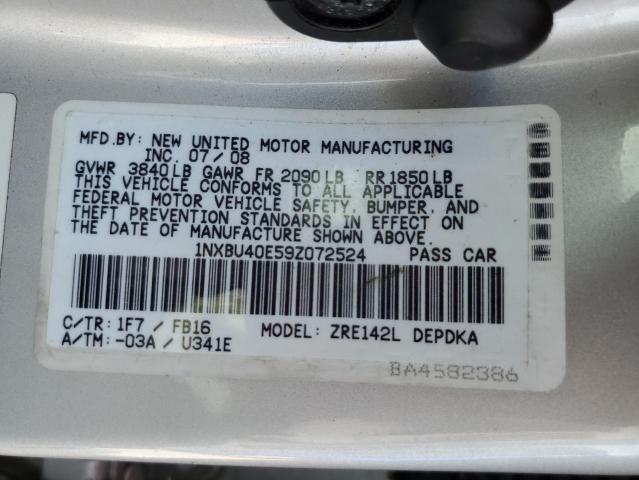 MFD.BY: NEW UNITED MOTOR MANUFACTURING
INC. 07/08
GVWR 3840LB GAWR FR 2090LB RR1850LB
THIS VEHICLE CONFORMS TO ALL APPLICABLE
FEDERAL MOTOR VEHICLE SAFETY, BUMPER, AND
THEFT PREVENTION STANDARDS IN EFFECT ON
THE DATE OF MANUFACTURE SHOWN ABOVE.
1NXBU40E59Z072524 PASS CAR
C/TR: 1F7 / FB16 MODEL: ZRE142L DEPDKA
A/TM: -03A / U341E
BA4582386